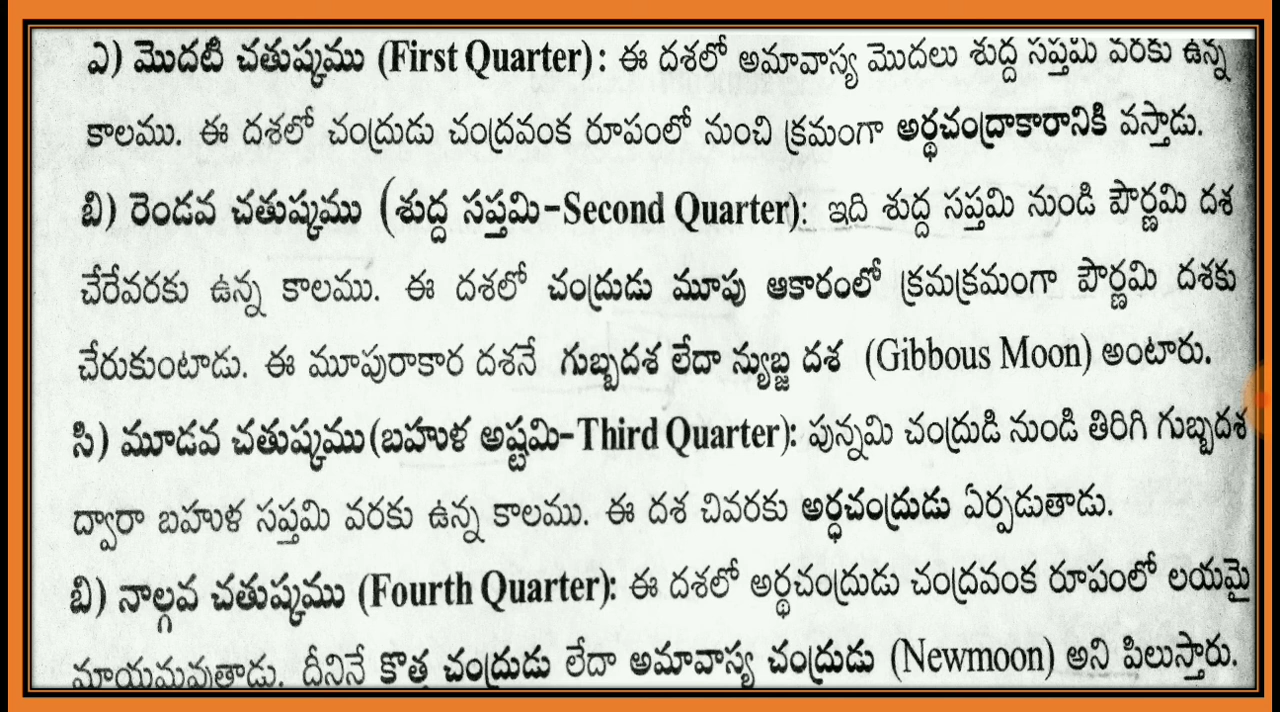 ఎ) మొదటి చతుష్కము (First Quarter): ఈ దశలో అమావాస్య మొదలు శుద్ద సప్తమి వరకు ఉన్న
కాలము. ఈ దశలో చంద్రుడు చంద్రవంక రూపంలో నుంచి క్రమంగా అర్థచంద్రాకారానికి వస్తాడు.
బి) రెండవ చతుష్కము (శుద్ద సప్తమి-Second Quarter): ఇది శుద్ద సప్తమి నుండి పౌర్ణమి దశ
చేరేవరకు ఉన్న కాలము. ఈ దశలో చంద్రుడు మూపు ఆకారంలో క్రమక్రమంగా పౌర్ణమి దశకు
చేరుకుంటాడు. ఈ మూపురాకార దశనే గుబ్బదశ లేదా న్యుబ్జ దశ (Gibbous Moon) అంటారు.
సి) మూడవ చతుష్కము (బహుళ అష్టమి-Third Quarter): పున్నమి చంద్రుడి నుండి తిరిగి గుబ్బదశ
ద్వారా బహుళ సప్తమి వరకు ఉన్న కాలము. ఈ దశ చివరకు అర్ధచంద్రుడు ఏర్పడుతాడు.
బి) నాల్గవ చతుష్కము (Fourth Quarter): ఈ దశలో అర్థచంద్రుడు చంద్రవంక రూపంలో లయమై
మాయమవుతాడు. దీనినే కొత్త చంద్రుడు లేదా అమావాస్య చంద్రుడు (Newmoon) అని పిలుస్తారు.